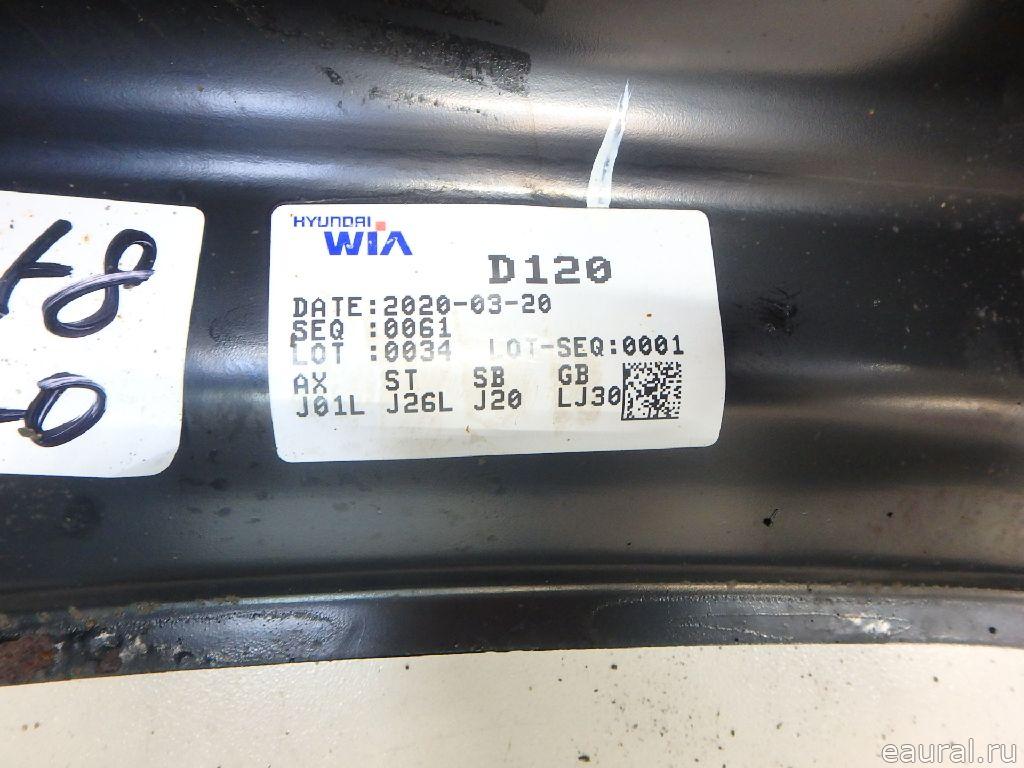 HYUNDAI
WIA
D120
DATE:2020-03-20
SEQ :0061
LOT :0034 LOT-SEQ:0001
AX ST SB GB
J01L J26L J20 LJ30
eaural.ru